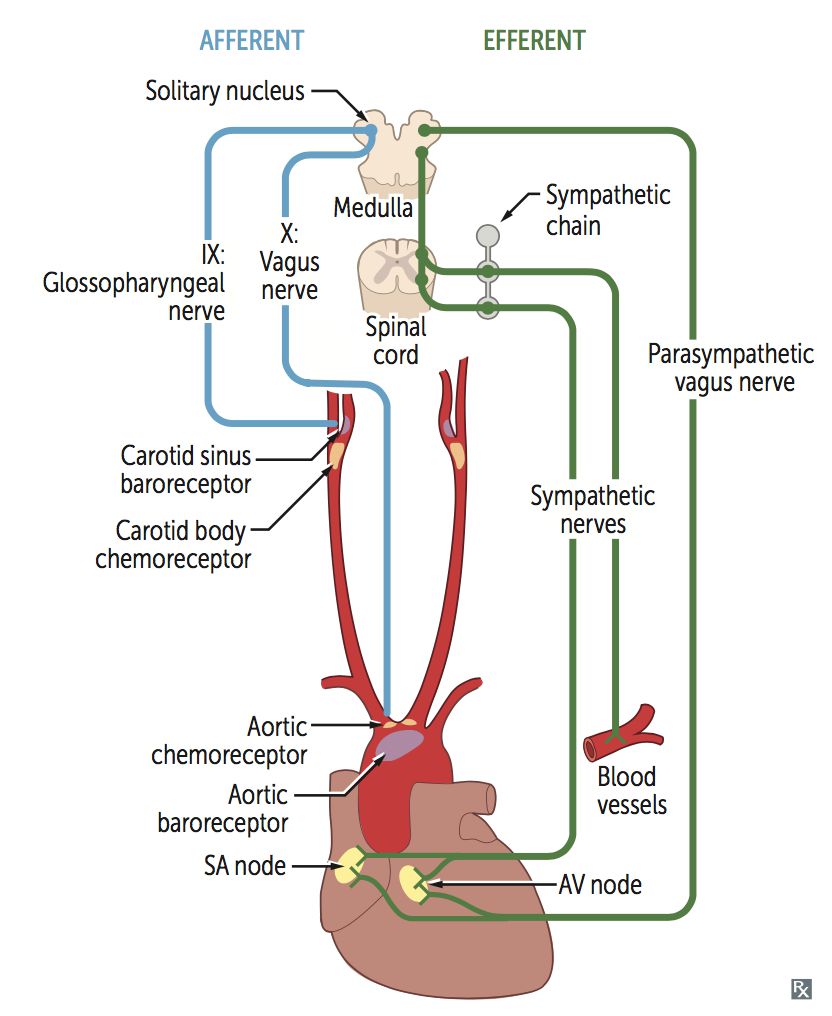 AFFERENT
EFFERENT
Solitary nucleus
Medulla
Sympathetic
chain
IX:
Glossopharyngeal
nerve
X:
Vagus
nerve
Spinal
cord
Parasympathetic
vagus nerve
Carotid sinus
baroreceptor
Carotid body
chemoreceptor
Sympathetic
nerves
Aortic
chemoreceptor
Aortic
baroreceptor
Blood
vessels
SA node
AV node
RX